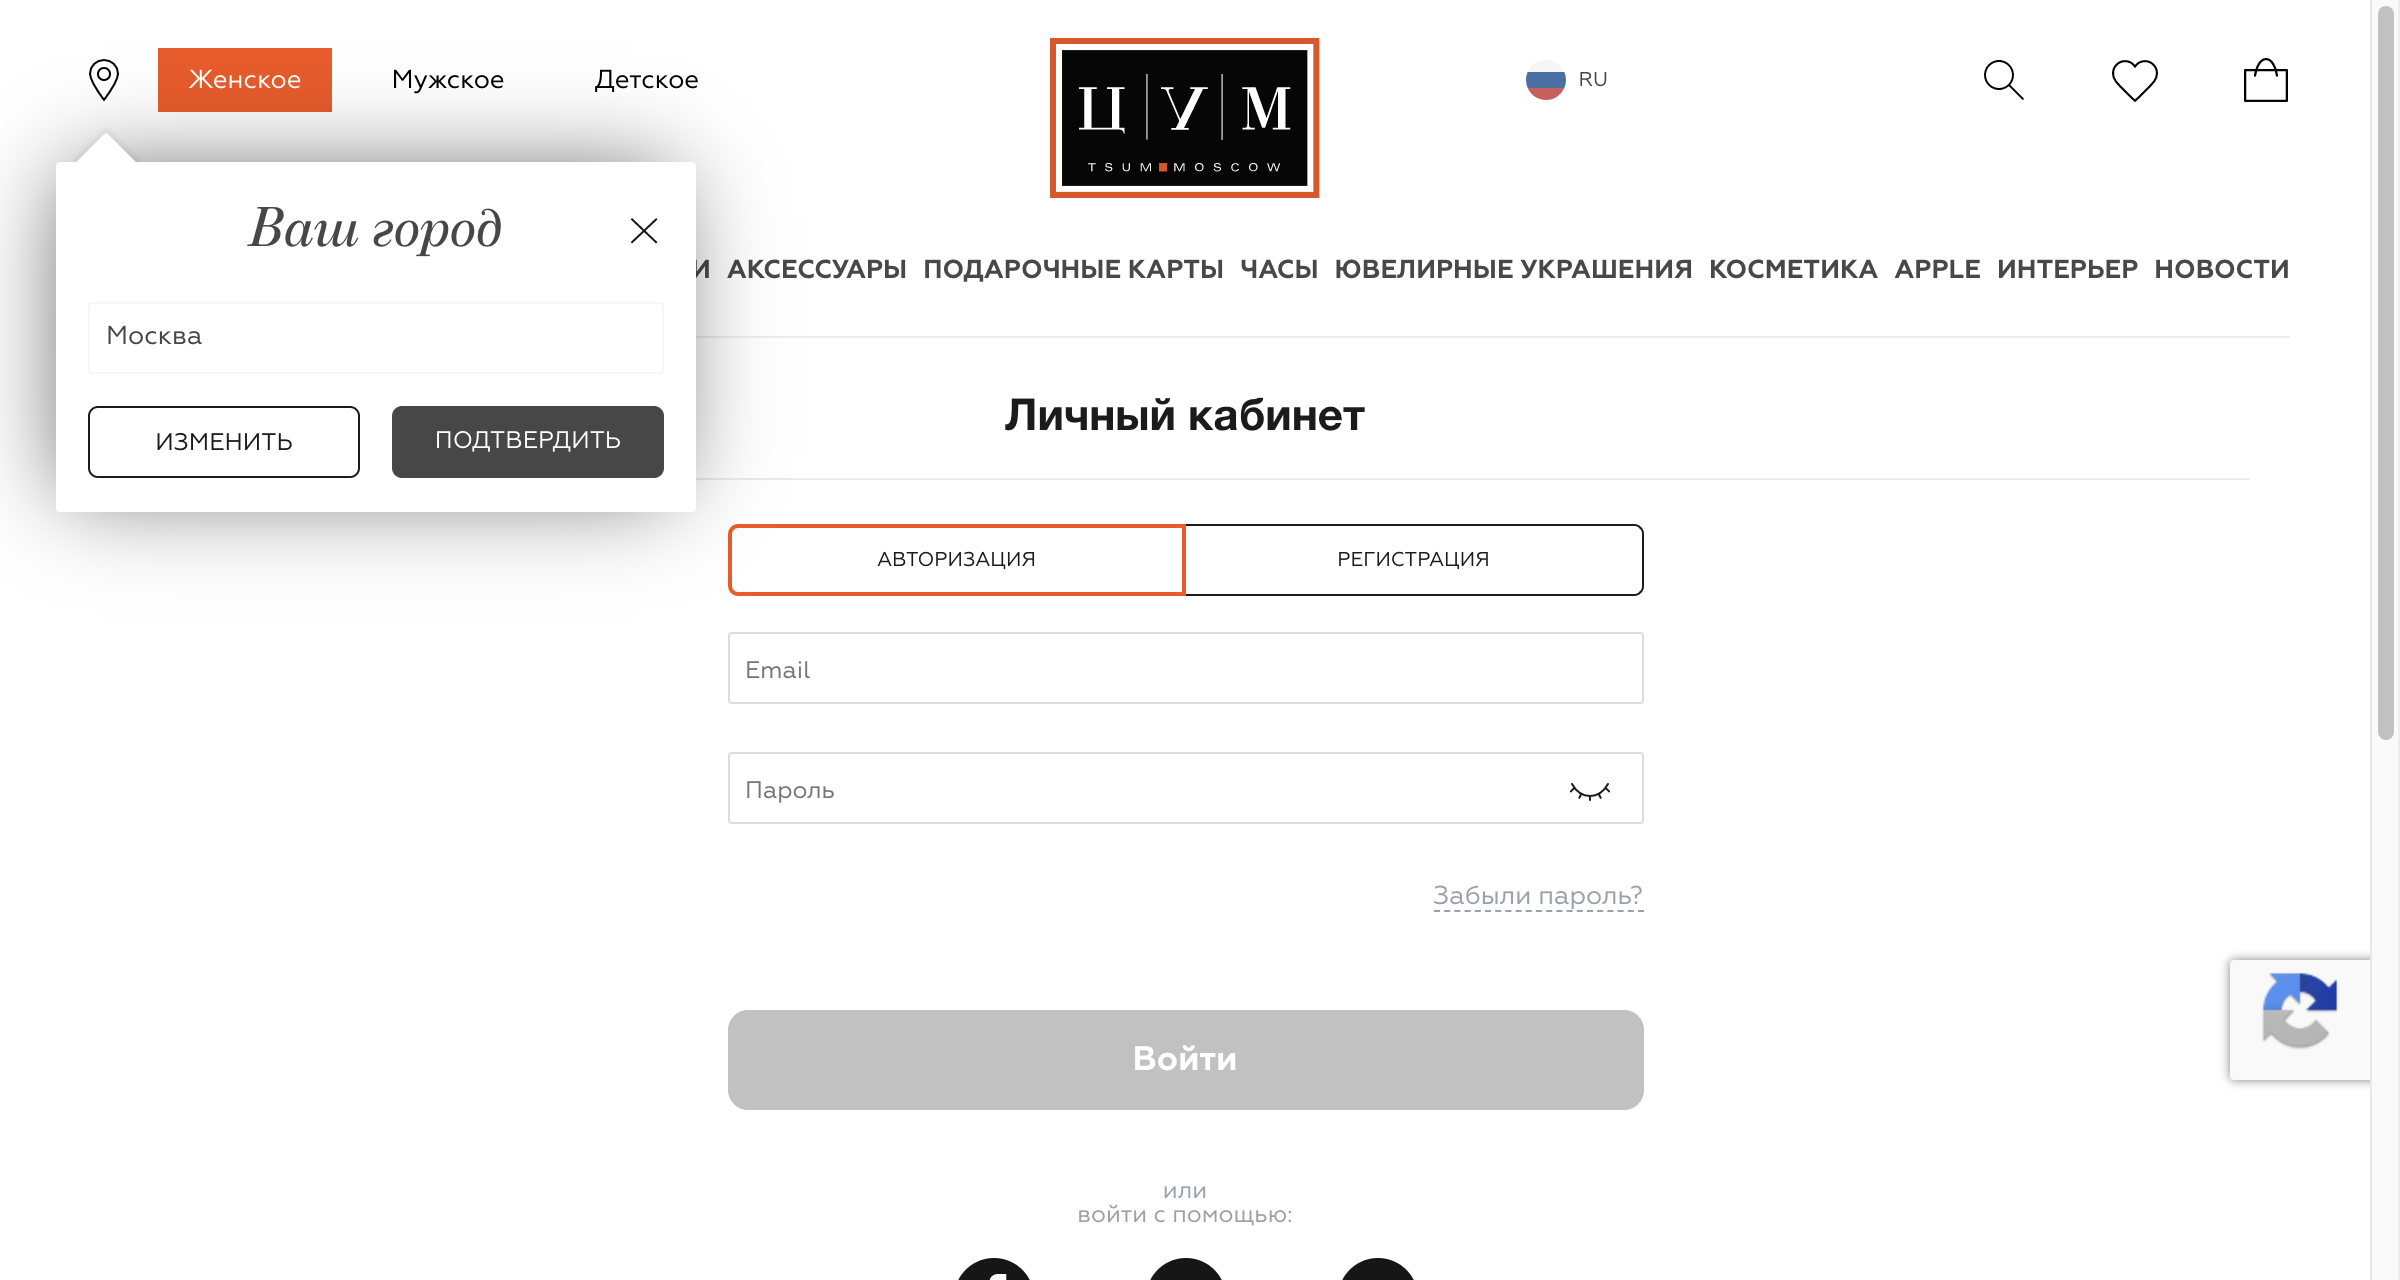 Женское Мужское Детское
Ц У М
TSUM MOSCOW
RU
Ваш город
Москва
ИЗМЕНИТЬ ПОДТВЕРДИТЬ
АКСЕССУАРЫ ПОДАРОЧНЫЕ КАРТЫ ЧАСЫ ЮВЕЛИРНЫЕ УКРАШЕНИЯ КОСМЕТИКА APPLE ИНТЕРЬЕР НОВОСТИ
Личный кабинет
АВТОРИЗАЦИЯ РЕГИСТРАЦИЯ
Email
Пароль
Забыли пароль?
Войти
или
войти с помощью: